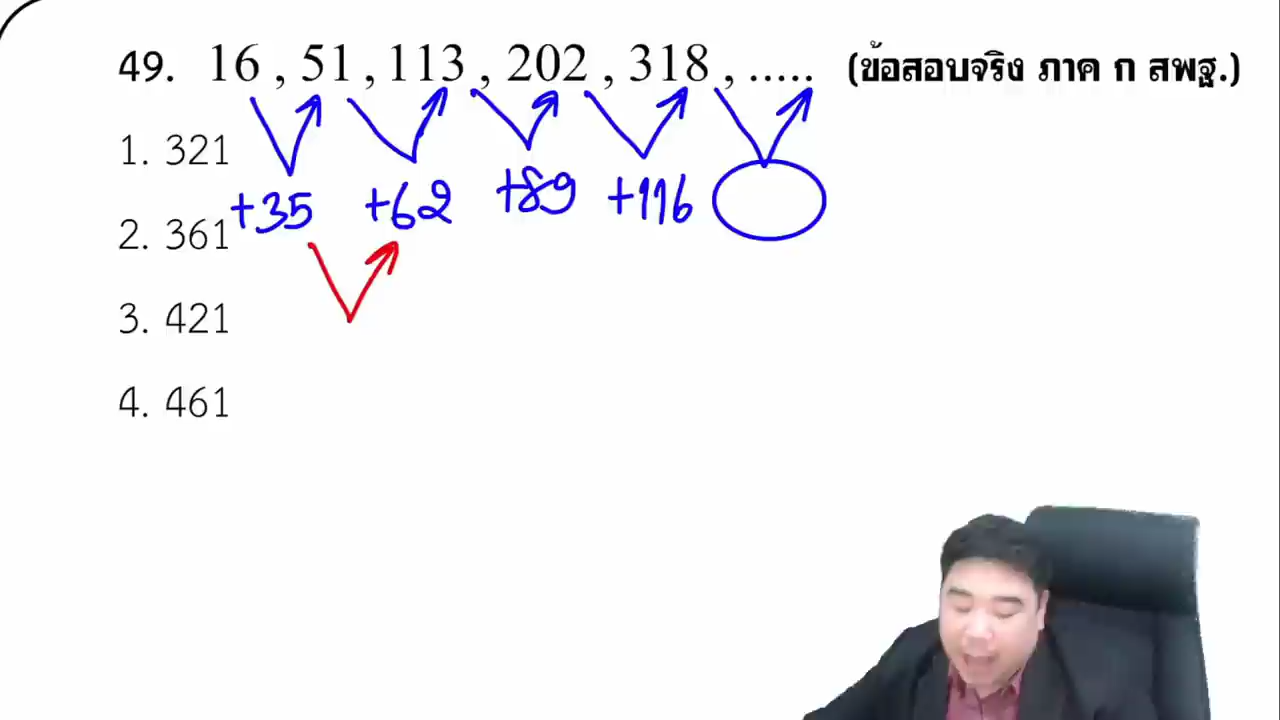 49. 16 , 51 , 113 , 202 , 318 , ..... (ข้อสอบจริง ภาค ก สพฐ.)
1. 321
+35 +62 +89 +116
2. 361
3. 421
4. 461